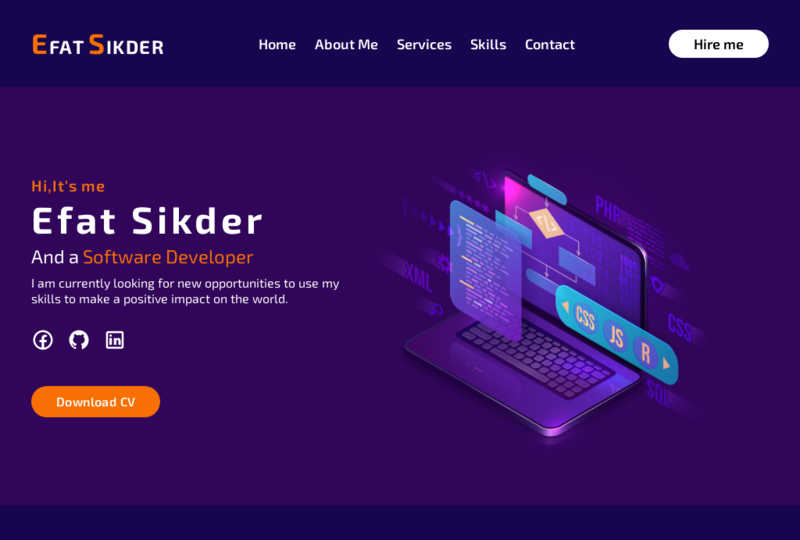 EFAT SIKDER
Home
About Me
Services
Skills
Contact
Hire me
Hi,It's me
Efat Sikder
And a Software Developer
I am currently looking for new opportunities to use my
skills to make a positive impact on the world.
Download CV
</>
PHP
XML
CSS
JS
R
CSS
SQL